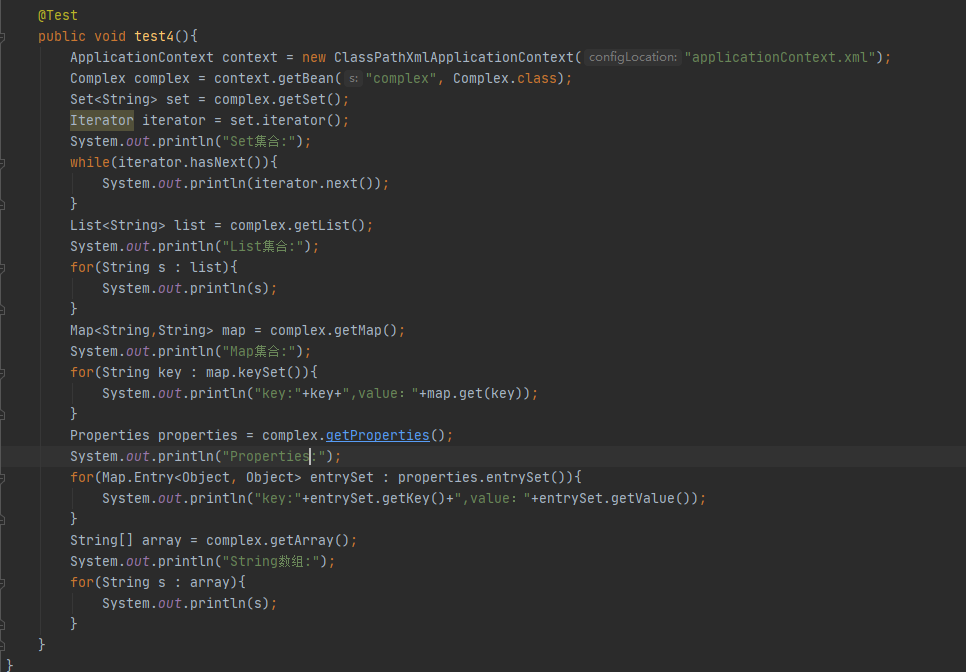 @Test
public void test4(){
ApplicationContext context = new ClassPathXmlApplicationContext( configLocation: "applicationContext.xml");
Complex complex = context.getBean( s: "complex", Complex.class);
Set<String> set = complex.getSet();
Iterator iterator = set.iterator();
System.out.println("Set集合:");
while(iterator.hasNext()){
System.out.println(iterator.next());
}
List<String> list = complex.getList();
System.out.println("List集合:");
for(String s : list){
System.out.println(s);
}
Map<String,String> map = complex.getMap();
System.out.println("Map集合:");
for(String key : map.keySet()){
System.out.println("key:"+key+",value："+map.get(key));
}
Properties properties = complex.getProperties();
System.out.println("Properties:");
for(Map.Entry<Object, Object> entrySet : properties.entrySet()){
System.out.println("key:"+entrySet.getKey()+",value："+entrySet.getValue());
}
String[] array = complex.getArray();
System.out.println("String数组:");
for(String s : array){
System.out.println(s);
}
}
}